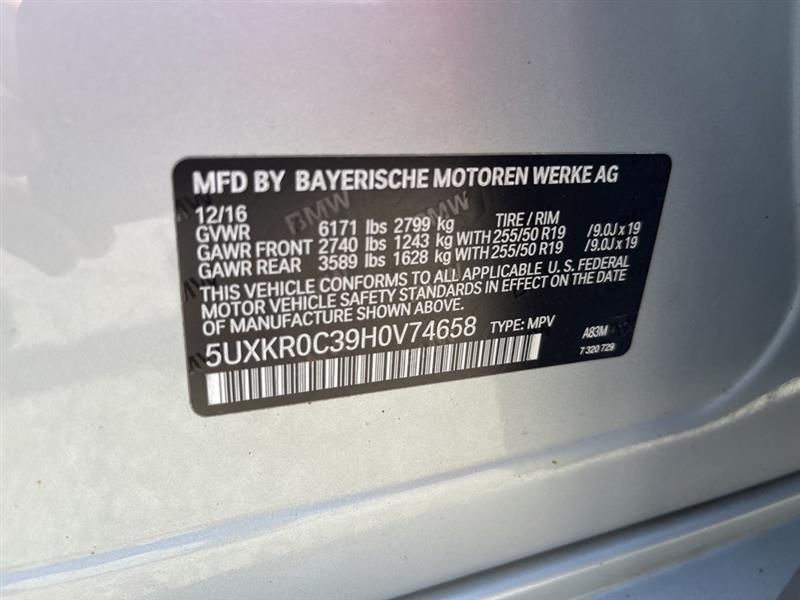 MFD BY BAYERISCHE MOTOREN WERKE AG
12/16 TIRE / RIM
GVWR 6171 lbs 2799 kg
GAWR FRONT 2740 lbs 1243 kg WITH 255/50 R19 /9.0J x 19
GAWR REAR 3589 lbs 1628 kg WITH 255/50 R19 /9.0J x 19
THIS VEHICLE CONFORMS TO ALL APPLICABLE U.S. FEDERAL
MOTOR VEHICLE SAFETY STANDARDS IN EFFECT ON THE DATE
OF MANUFACTURE SHOWN ABOVE.
5UXKR0C39H0V74658 TYPE: MPV A83M
7 320 729
BMW
BMW